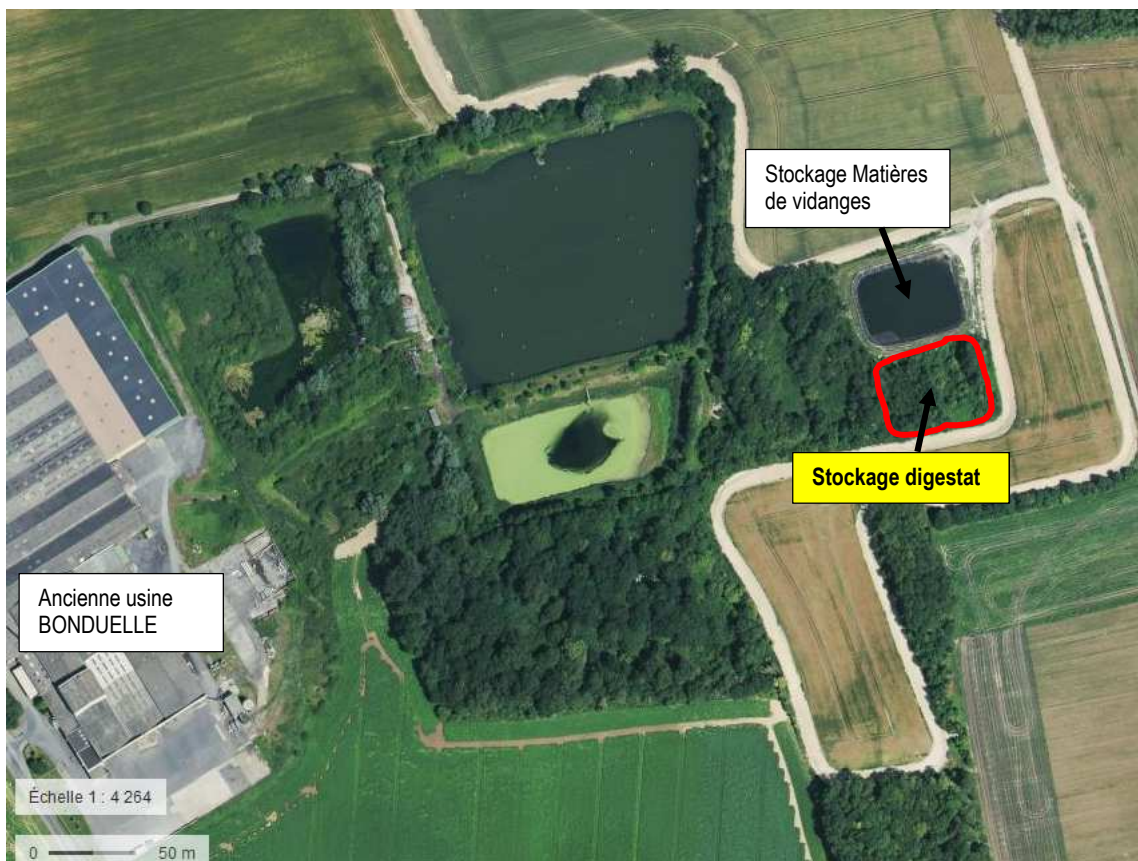 Stockage Matières
de vidanges
Stockage digestat
Ancienne usine
BONDUELLE
Échelle 1 : 4 264
0 50 m